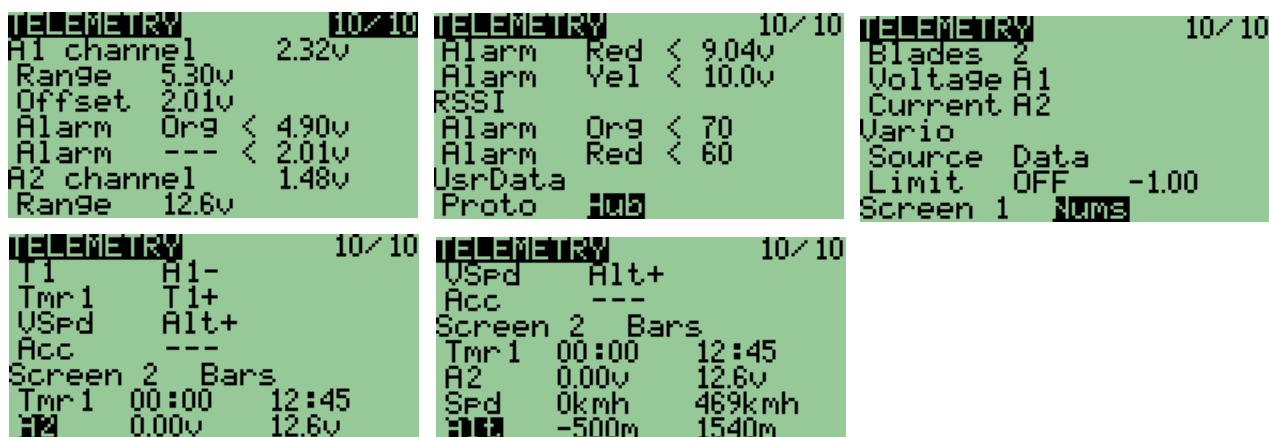 TELEMETRY 10/10
A1 channel 2.32v
Range 5.30v
Offset 2.01v
Alarm Org < 4.90v
Alarm --- < 2.01v
A2 channel 1.48v
Range 12.6v
TELEMETRY 10/10
Alarm Red < 9.04v
Alarm Yel < 10.0v
RSSI
Alarm Org < 70
Alarm Red < 60
UsrData
Proto Hub
TELEMETRY 10/10
Blades 2
Voltage A1
Current A2
Vario
Source Data
Limit OFF -1.00
Screen 1 Nums
TELEMETRY 10/10
T1 A1-
Tmr1 T1+
VSpd Alt+
Acc ---
Screen 2 Bars
Tmr1 00:00 12:45
A2 0.00v 12.6v
TELEMETRY 10/10
VSpd Alt+
Acc ---
Screen 2 Bars
Tmr1 00:00 12:45
A2 0.00v 12.6v
Spd 0kmh 469kmh
Alt -500m 1540m